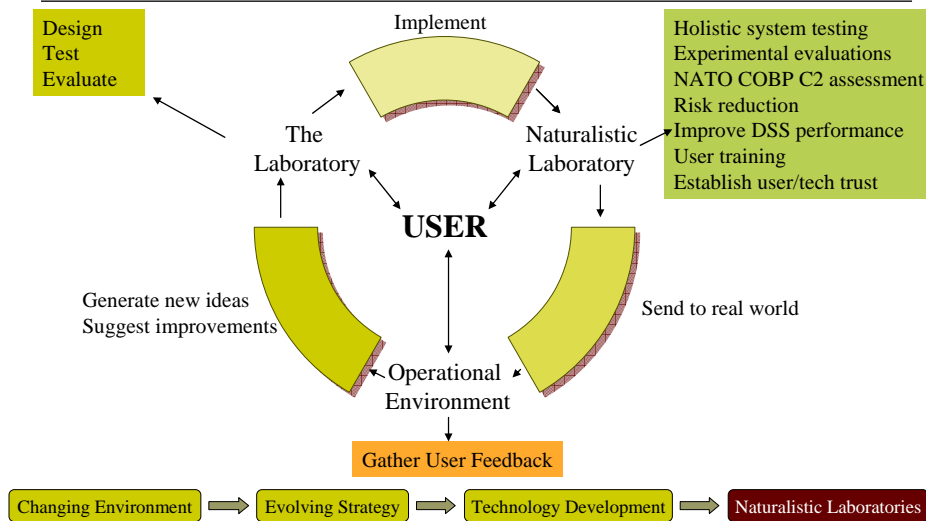 Implement
Design
Test
Evaluate
Holistic system testing
Experimental evaluations
NATO COBP C2 assessment
Risk reduction
Improve DSS performance
User training
Establish user/tech trust
The
Laboratory
Naturalistic
Laboratory
USER
Generate new ideas
Suggest improvements
Send to real world
Operational
Environment
Gather User Feedback
Changing Environment
Evolving Strategy
Technology Development
Naturalistic Laboratories